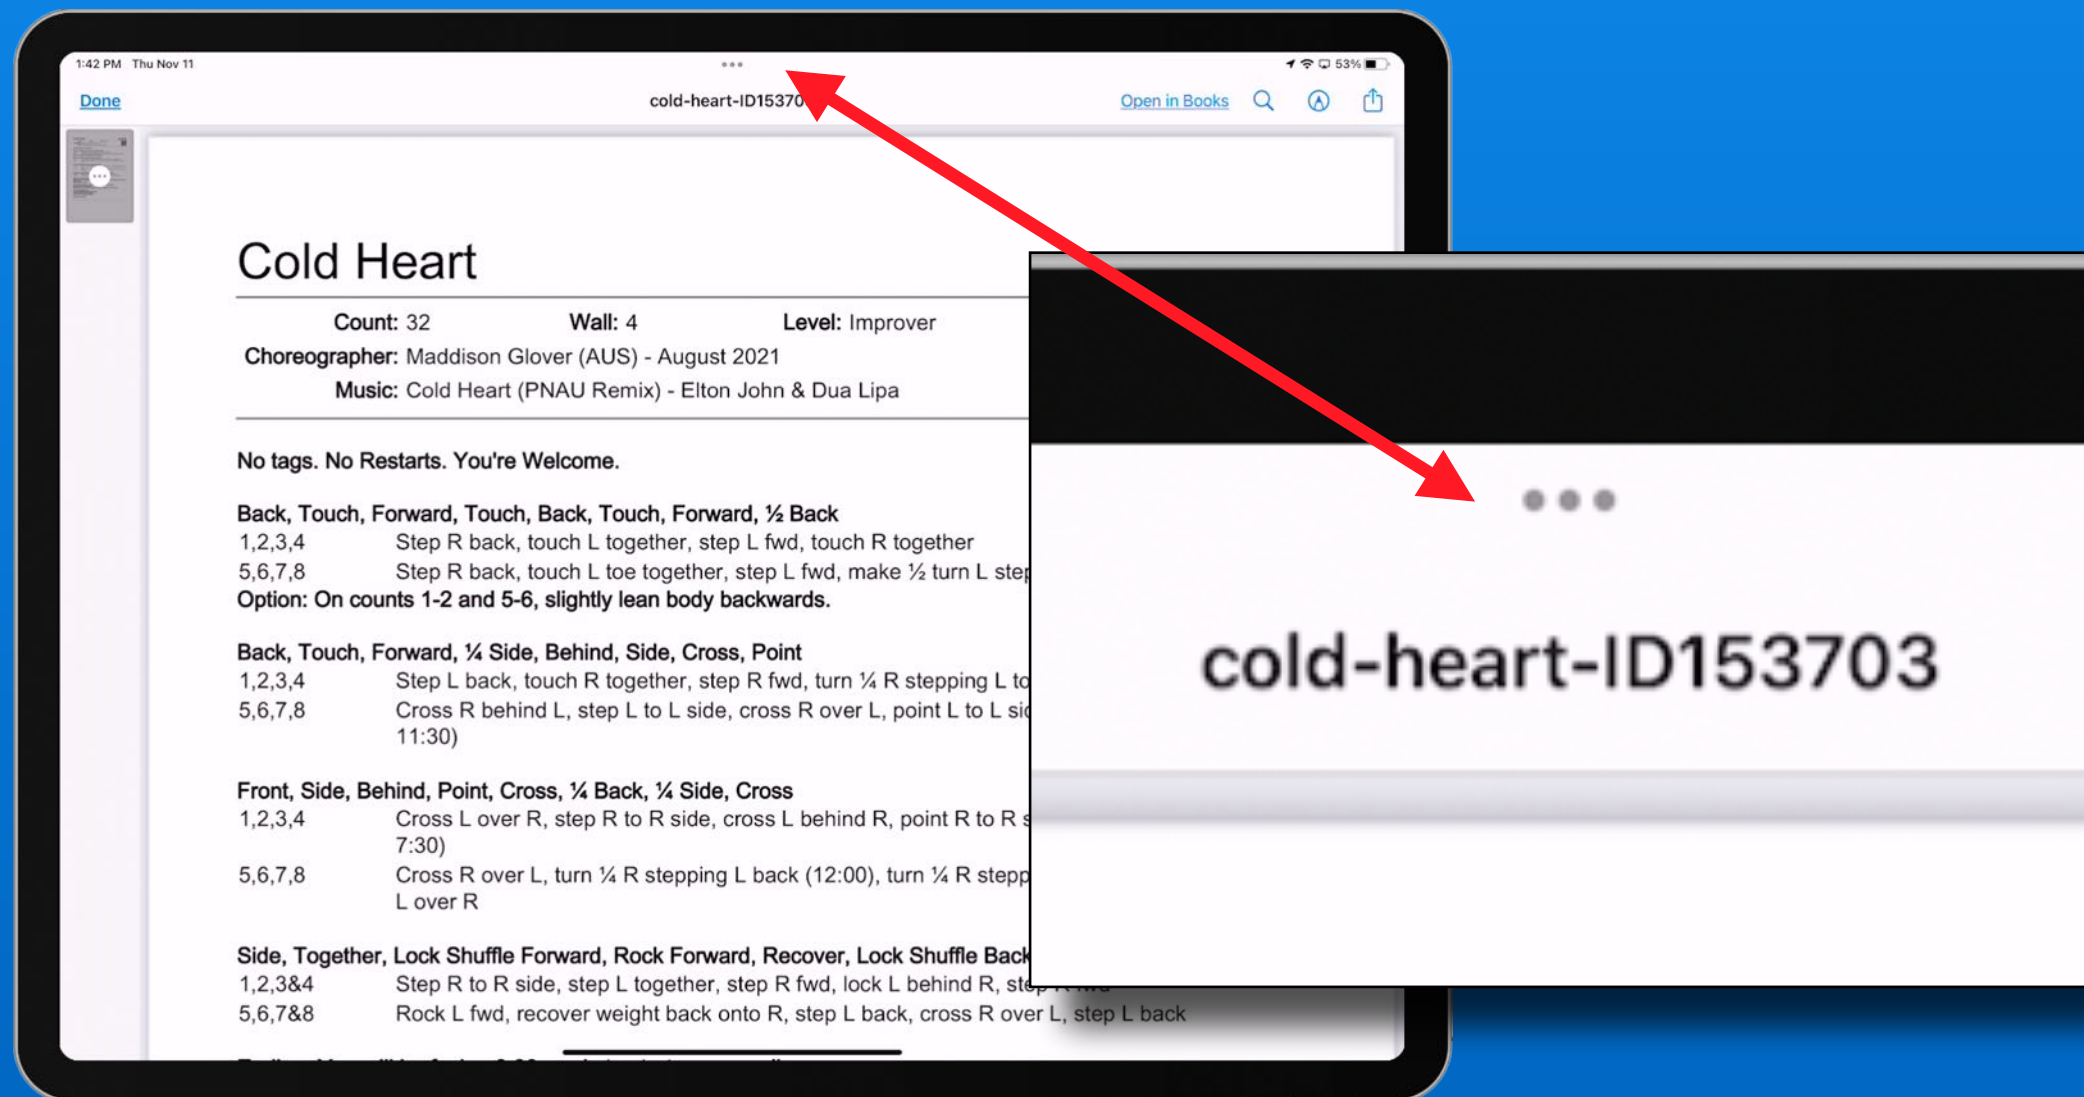 1:42 PM Thu Nov 11
53%
Done
cold-heart-ID15370
Open in Books
Cold Heart
Count: 32 Wall: 4 Level: Improver
Choreographer: Maddison Glover (AUS) - August 2021
Music: Cold Heart (PNAU Remix) - Elton John & Dua Lipa
No tags. No Restarts. You're Welcome.
Back, Touch, Forward, Touch, Back, Touch, Forward, ½ Back
1,2,3,4 Step R back, touch L together, step L fwd, touch R together
5,6,7,8 Step R back, touch L toe together, step L fwd, make ½ turn L step
Option: On counts 1-2 and 5-6, slightly lean body backwards.
Back, Touch, Forward, ¼ Side, Behind, Side, Cross, Point
1,2,3,4 Step L back, touch R together, step R fwd, turn ¼ R stepping L to
5,6,7,8 Cross R behind L, step L to L side, cross R over L, point L to L
11:30)
Front, Side, Behind, Point, Cross, ¼ Back, ¼ Side, Cross
1,2,3,4 Cross L over R, step R to R side, cross L behind R, point R to R
7:30)
5,6,7,8 Cross R over L, turn ¼ R stepping L back (12:00), turn ¼ R stepp
L over R
Side, Together, Lock Shuffle Forward, Rock Forward, Recover, Lock Shuffle Back
1,2,3&4 Step R to R side, step L together, step R fwd, lock L behind R, step R
5,6,7&8 Rock L fwd, recover weight back onto R, step L back, cross R over L, step L back
cold-heart-ID153703